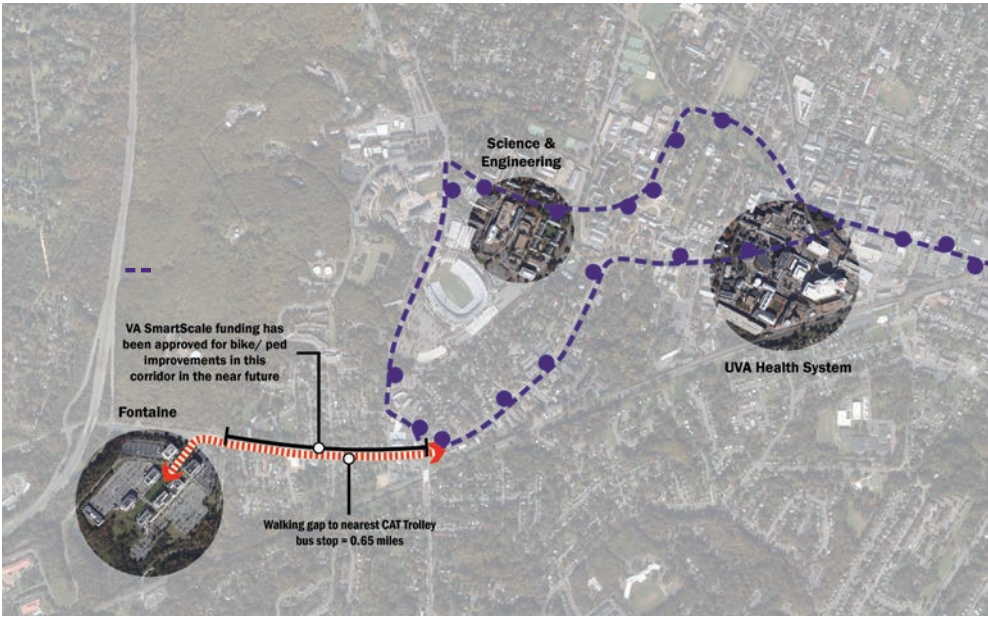 Science &
Engineering
VA SmartScale funding has
been approved for bike/ ped
improvements in this
corridor in the near future
UVA Health System
Fontaine
Walking gap to nearest CAT Trolley
bus stop = 0.65 miles